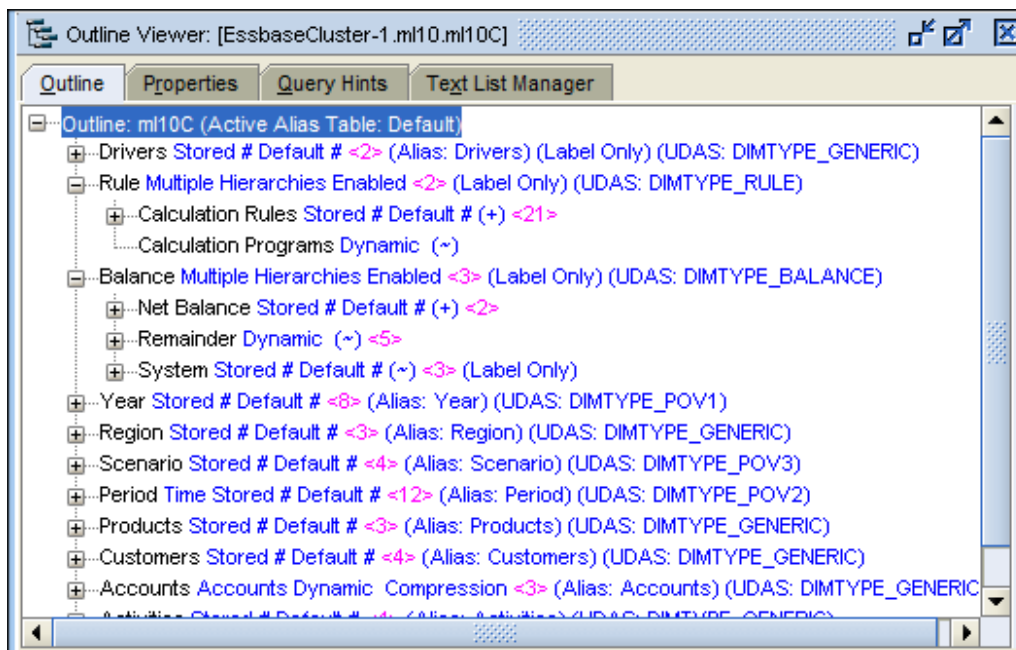 Outline Viewer: [EssbaseCluster-1.ml10.ml10C]
Outline Properties Query Hints Text List Manager
Outline: ml10C (Active Alias Table: Default)
Drivers Stored # Default # <2> (Alias: Drivers) (Label Only) (UDAS: DIMTYPE_GENERIC)
Rule Multiple Hierarchies Enabled <2> (Label Only) (UDAS: DIMTYPE_RULE)
Calculation Rules Stored # Default # (+) <21>
Calculation Programs Dynamic (~)
Balance Multiple Hierarchies Enabled <3> (Label Only) (UDAS: DIMTYPE_BALANCE)
Net Balance Stored # Default # (+) <2>
Remainder Dynamic (~) <5>
System Stored # Default # (~) <3> (Label Only)
Year Stored # Default # <8> (Alias: Year) (UDAS: DIMTYPE_POV1)
Region Stored # Default # <3> (Alias: Region) (UDAS: DIMTYPE_GENERIC)
Scenario Stored # Default # <4> (Alias: Scenario) (UDAS: DIMTYPE_POV3)
Period Time Stored # Default # <12> (Alias: Period) (UDAS: DIMTYPE_POV2)
Products Stored # Default # <3> (Alias: Products) (UDAS: DIMTYPE_GENERIC)
Customers Stored # Default # <4> (Alias: Customers) (UDAS: DIMTYPE_GENERIC)
Accounts Accounts Dynamic Compression <3> (Alias: Accounts) (UDAS: DIMTYPE_GENERIC